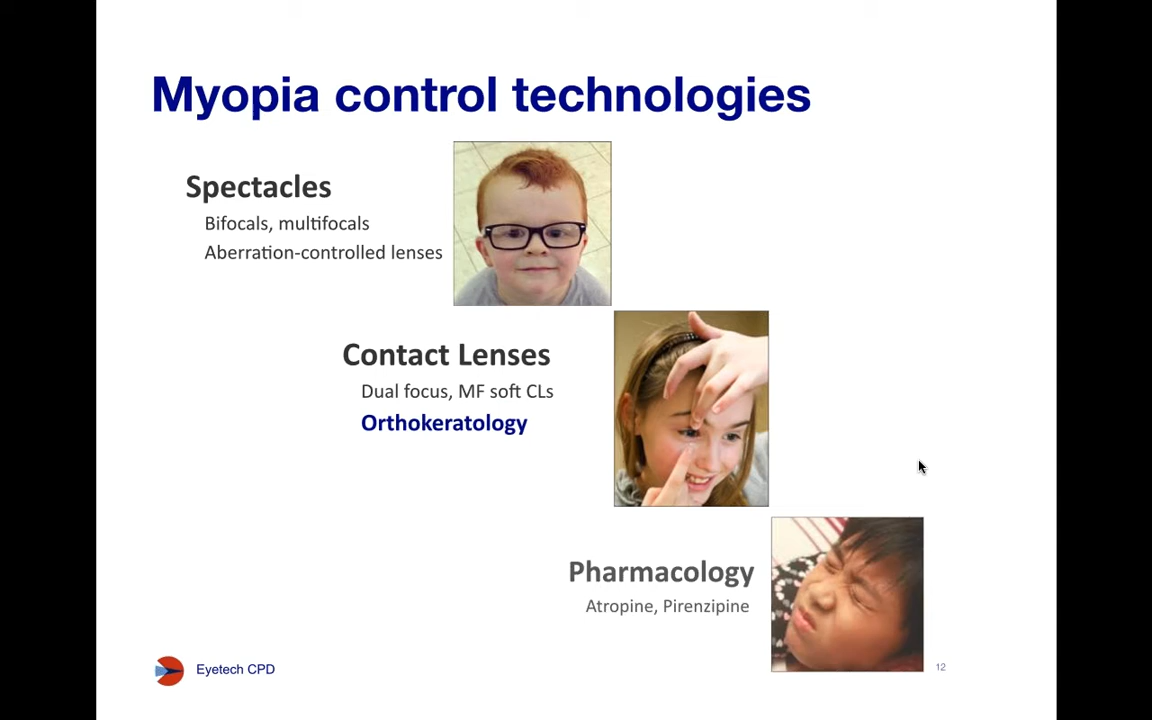 Myopia control technologies
Spectacles
Bifocals, multifocals
Aberration-controlled lenses
Contact Lenses
Dual focus, MF soft CLs
Orthokeratology
Pharmacology
Atropine, Pirenzipine
Eyetech CPD
12